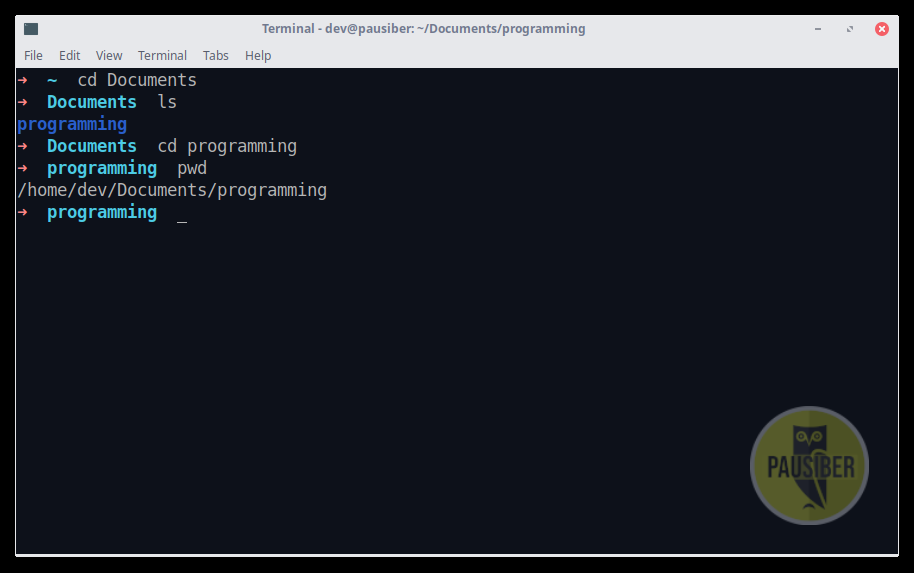 Terminal - dev@pausiber: ~/Documents/programming
File Edit View Terminal Tabs Help
➜ ~ cd Documents
➜ Documents ls
programming
➜ Documents cd programming
➜ programming pwd
/home/dev/Documents/programming
➜ programming _
PAUSIBER